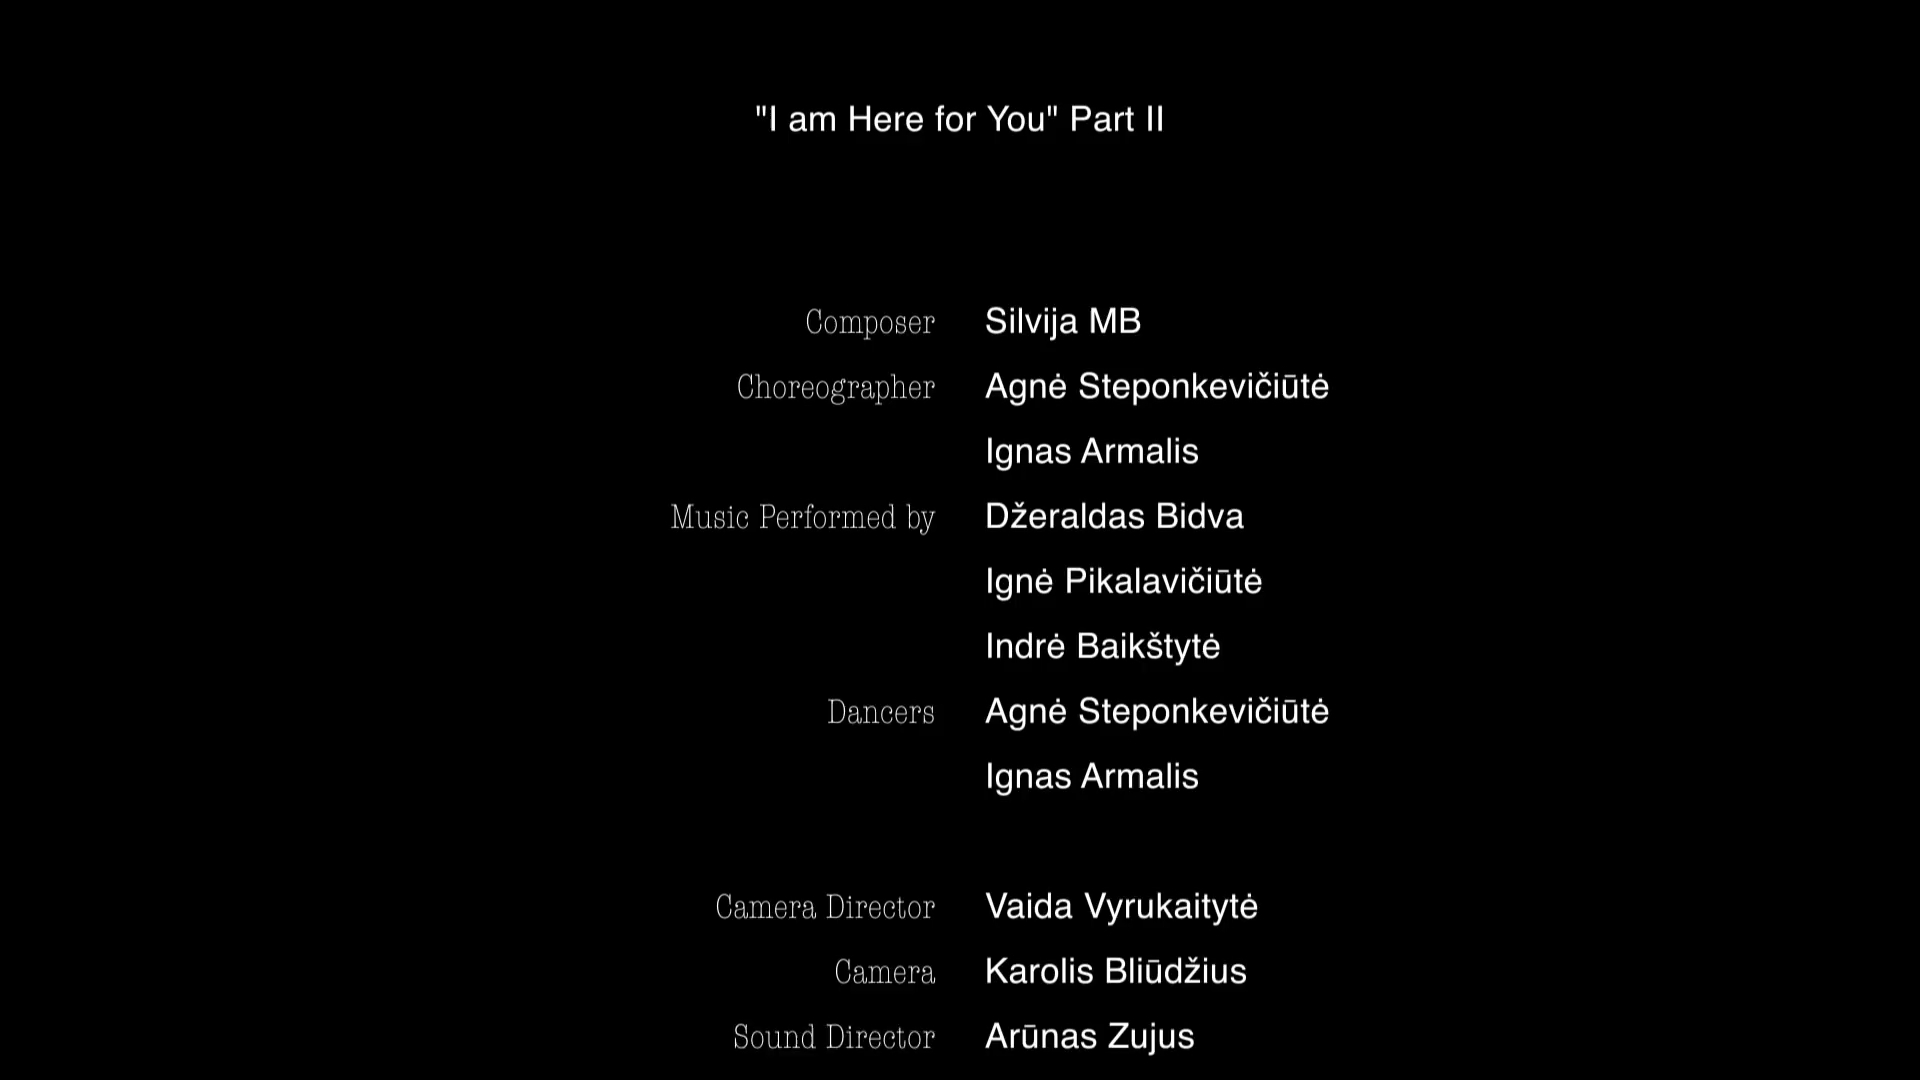 "I am Here for You" Part II
Composer Silvija MB
Choreographer Agnė Steponkevičiūtė
Ignas Armalis
Music Performed by Džeraldas Bidva
Ignė Pikalavičiūtė
Indrė Baikštytė
Dancers Agnė Steponkevičiūtė
Ignas Armalis
Camera Director Vaida Vyrukaitytė
Camera Karolis Bliūdžius
Sound Director Arūnas Zujus